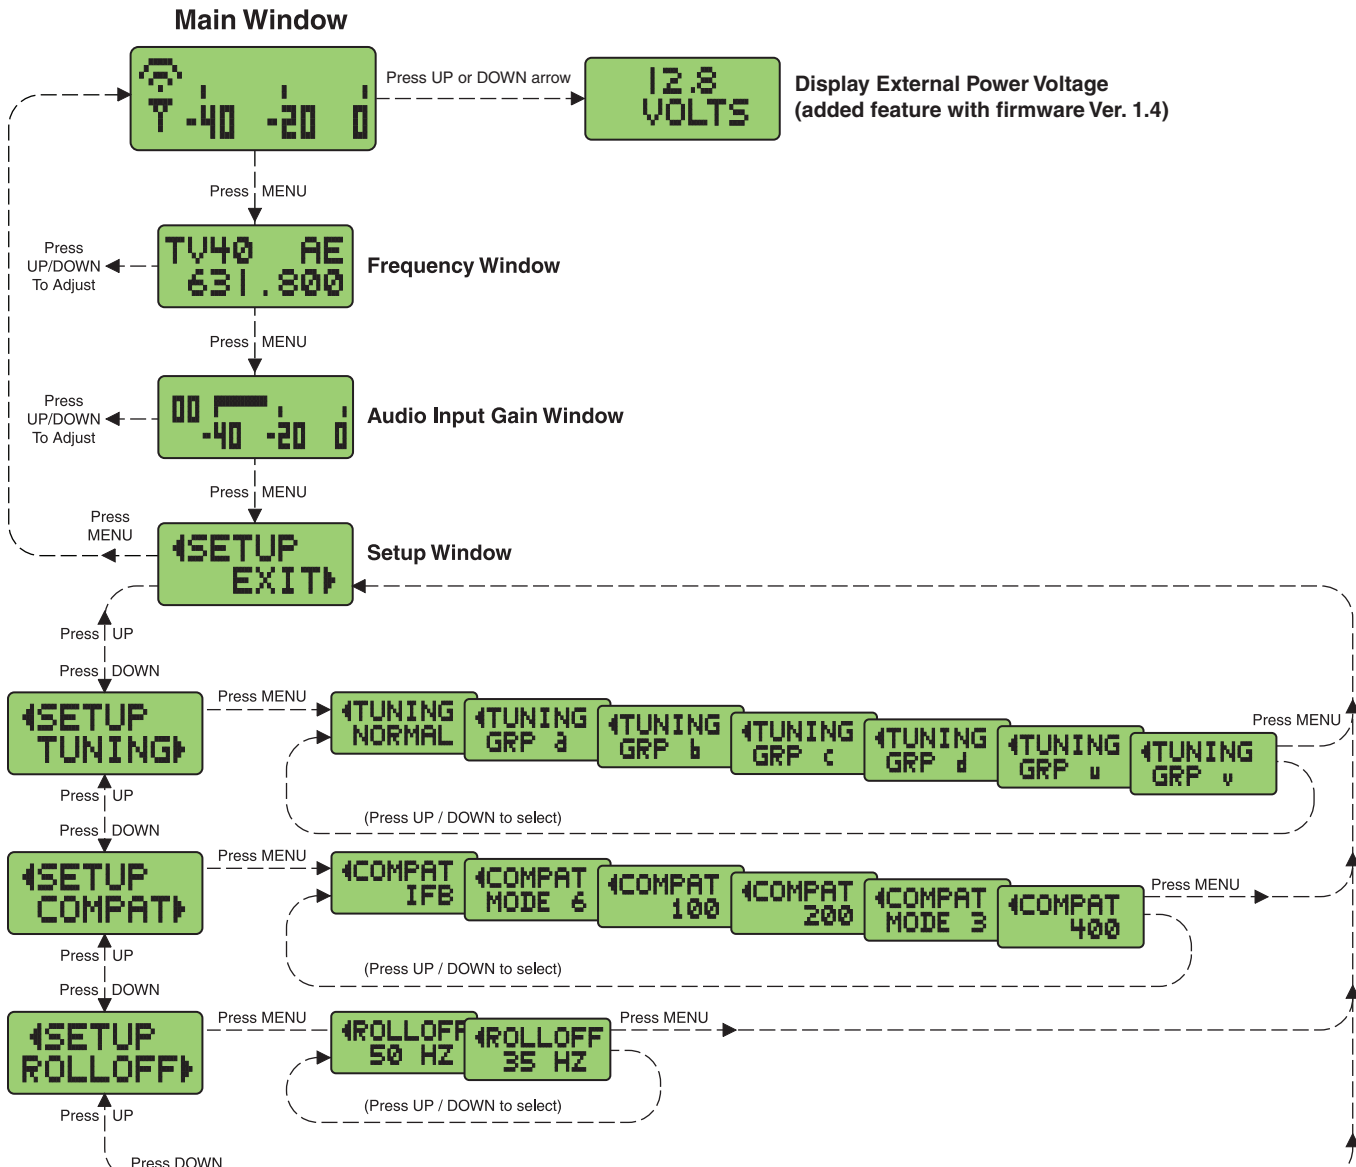 Main Window
-40 -20 0
Press UP or DOWN arrow
12.8
VOLTS
Display External Power Voltage
(added feature with firmware Ver. 1.4)
Press MENU
Press
UP/DOWN
To Adjust
TV40 AE
631.800
Frequency Window
Press MENU
Press
UP/DOWN
To Adjust
00
-40 -20 0
Audio Input Gain Window
Press MENU
Press
MENU
SETUP
EXIT
Setup Window
Press UP
Press DOWN
SETUP
TUNING
Press MENU
TUNING
NORMAL
TUNING
GRP a
TUNING
GRP b
TUNING
GRP c
TUNING
GRP d
TUNING
GRP u
TUNING
GRP v
Press MENU
(Press UP / DOWN to select)
Press UP
Press DOWN
SETUP
COMPAT
Press MENU
COMPAT
IFB
COMPAT
MODE 6
COMPAT
100
COMPAT
200
COMPAT
MODE 3
COMPAT
400
Press MENU
(Press UP / DOWN to select)
Press UP
Press DOWN
SETUP
ROLLOFF
Press MENU
ROLLOFF
50 HZ
ROLLOFF
35 HZ
Press MENU
(Press UP / DOWN to select)
Press UP
Press DOWN